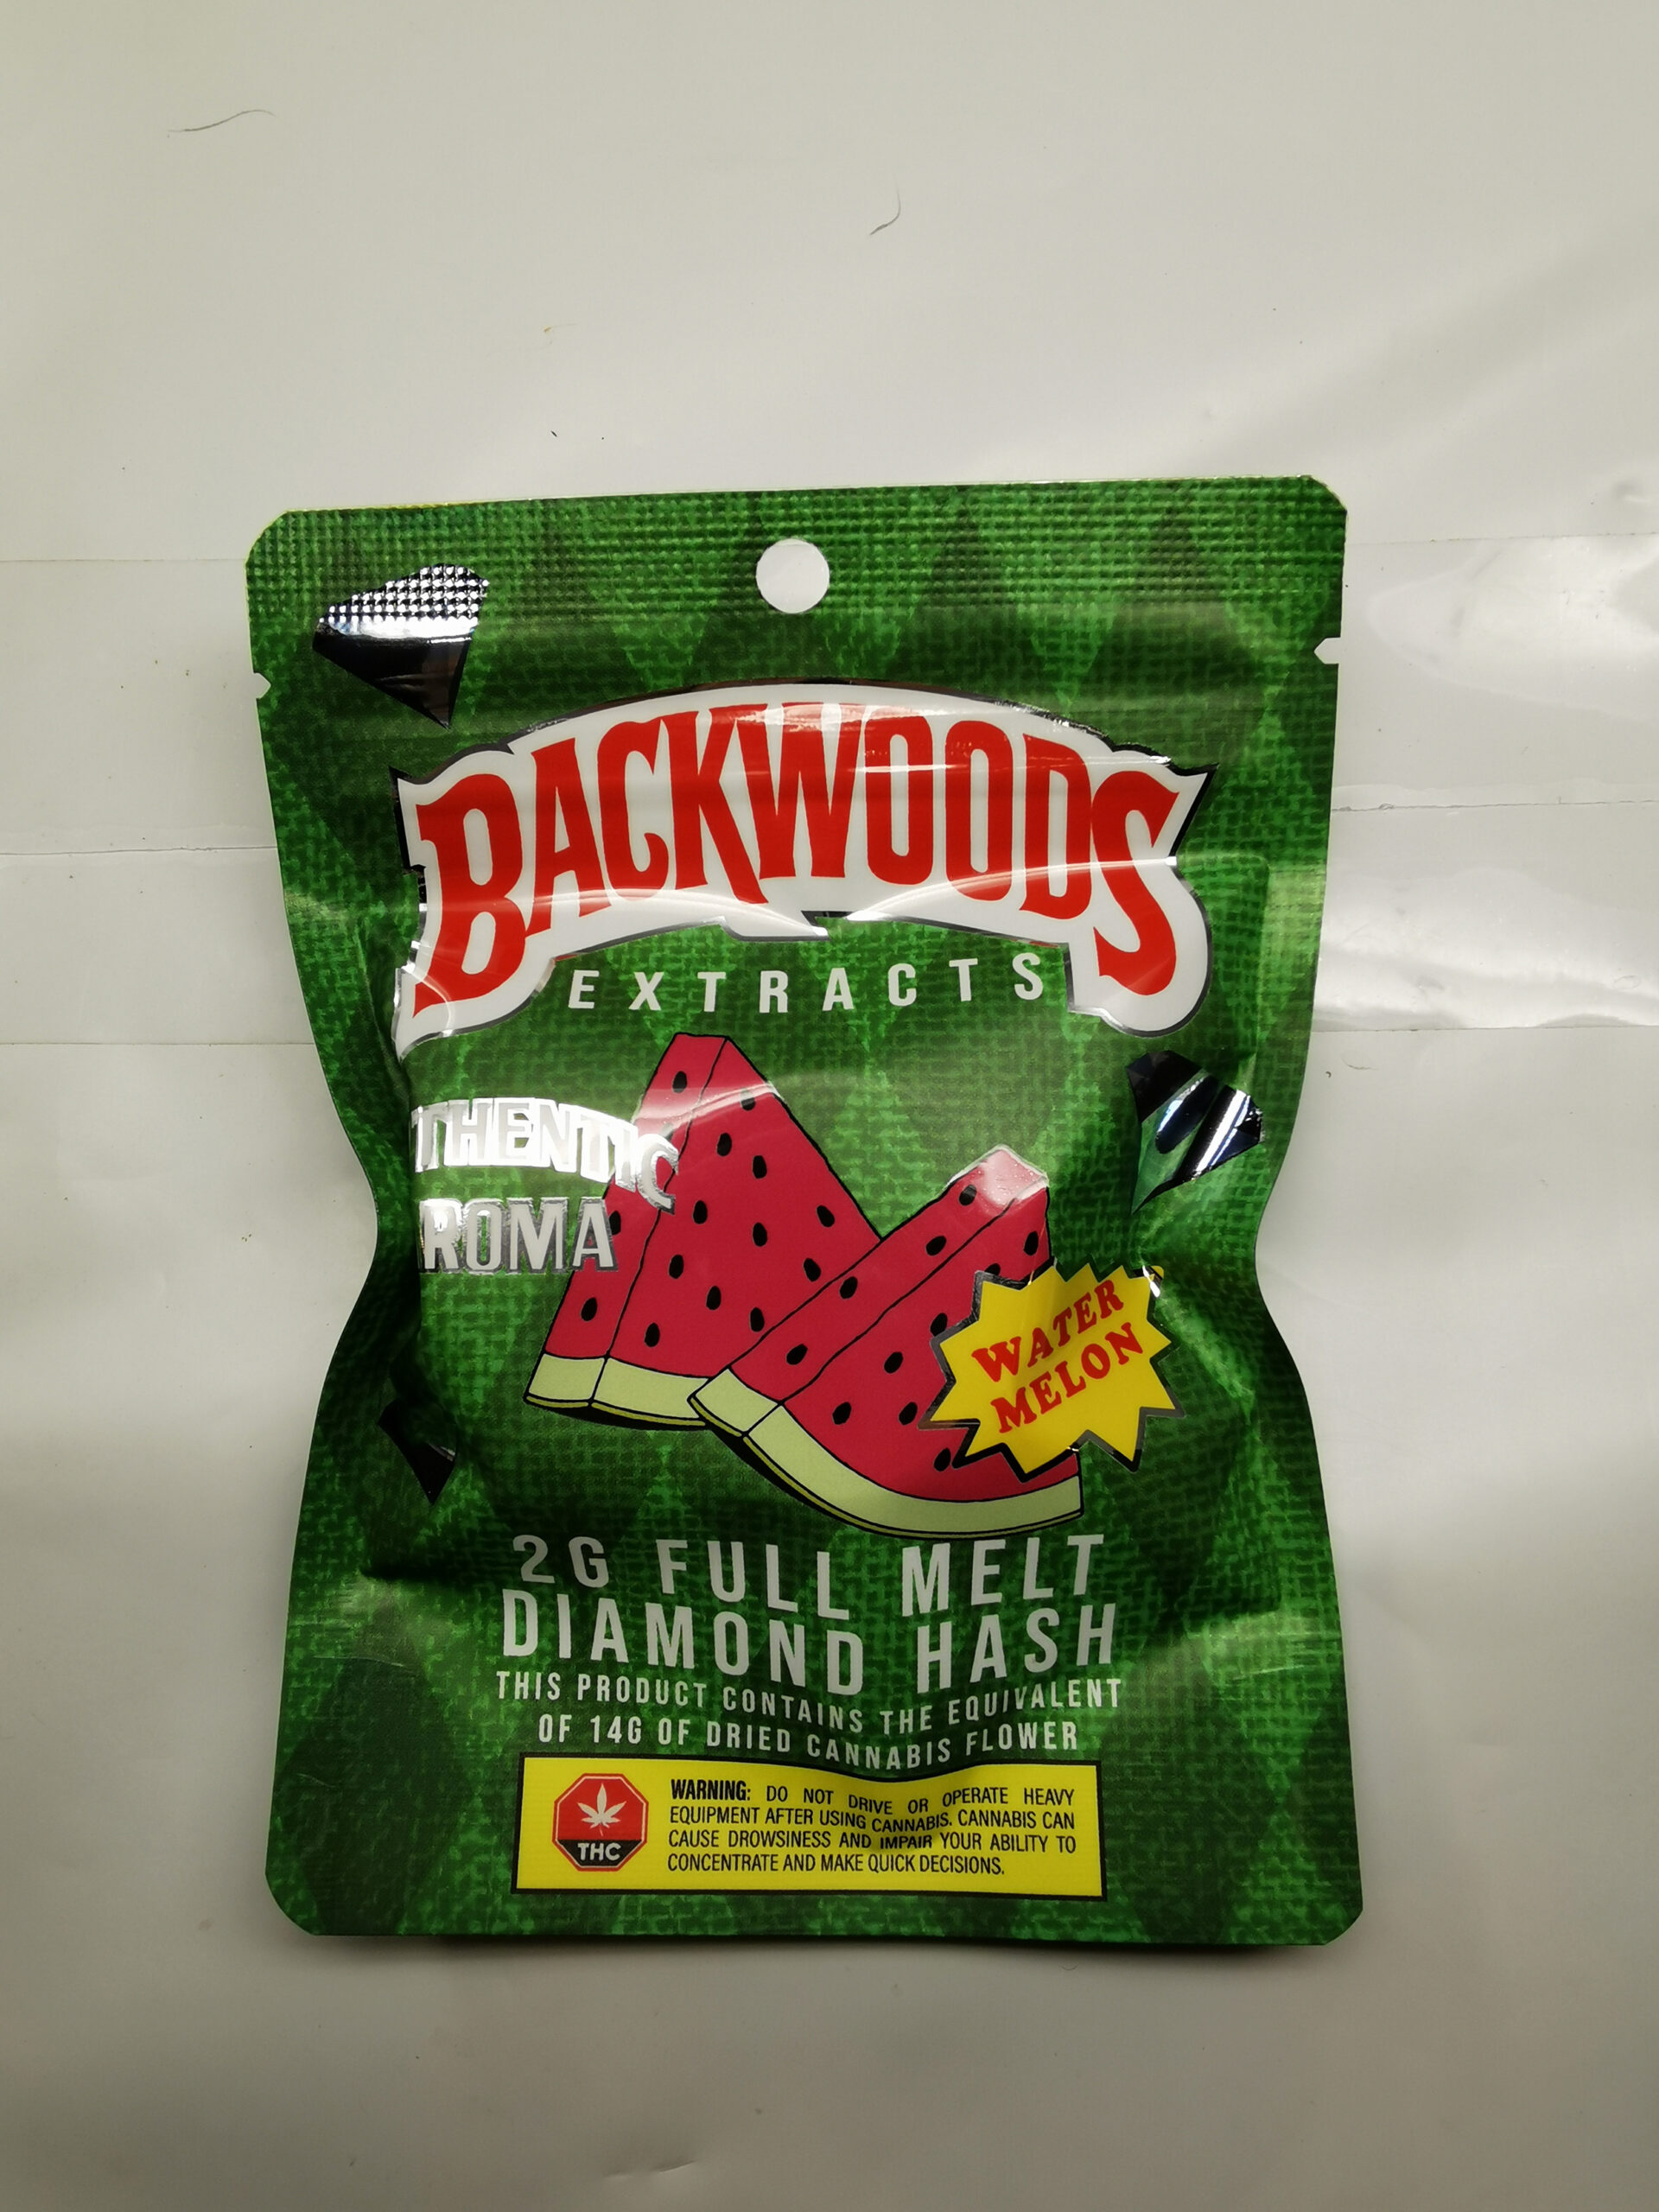 BACKWOODS
EXTRACTS
THENTIC
ROMA
WATER
MELON
2G FULL MELT
DIAMOND HASH
THIS PRODUCT CONTAINS THE EQUIVALENT
OF 14G OF DRIED CANNABIS FLOWER
THC
WARNING: DO NOT DRIVE OR OPERATE HEAVY
EQUIPMENT AFTER USING CANNABIS. CANNABIS CAN
CAUSE DROWSINESS AND IMPAIR YOUR ABILITY TO
CONCENTRATE AND MAKE QUICK DECISIONS.